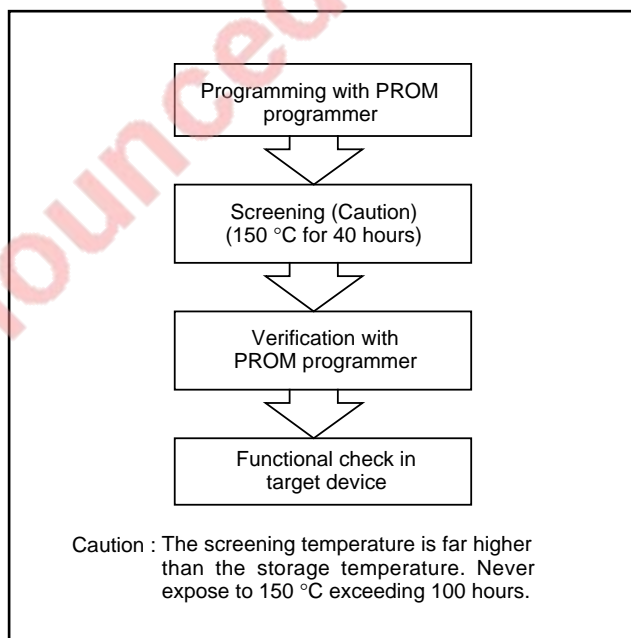 Programming with PROM
programmer
Screening (Caution)
(150 °C for 40 hours)
Verification with
PROM programmer
Functional check in
target device
Caution : The screening temperature is far higher
than the storage temperature. Never
expose to 150 °C exceeding 100 hours.